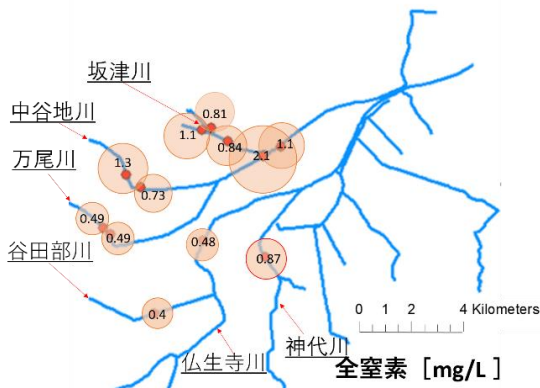 坂津川
0.81
中谷地川
1.1
0.84
1.1
2.1
万尾川
1.3
0.73
0.49
0.49
0.48
谷田部川
0.87
0.4
0 1 2 4 Kilometers
仏生寺川
神代川
全窒素［mg/L ］